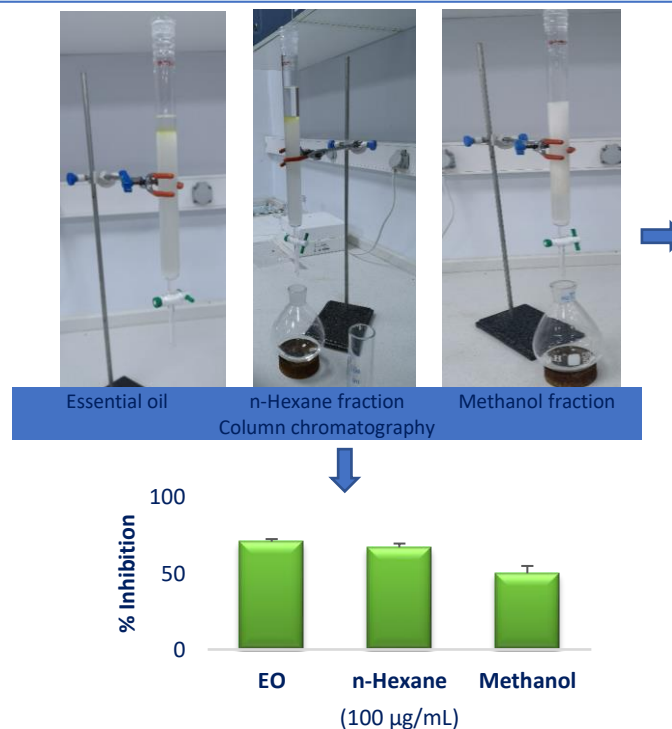 Essential oil
n-Hexane fraction
Methanol fraction
Column chromatography
100
50
0
% Inhibition
EO
n-Hexane
Methanol
(100 µg/mL)